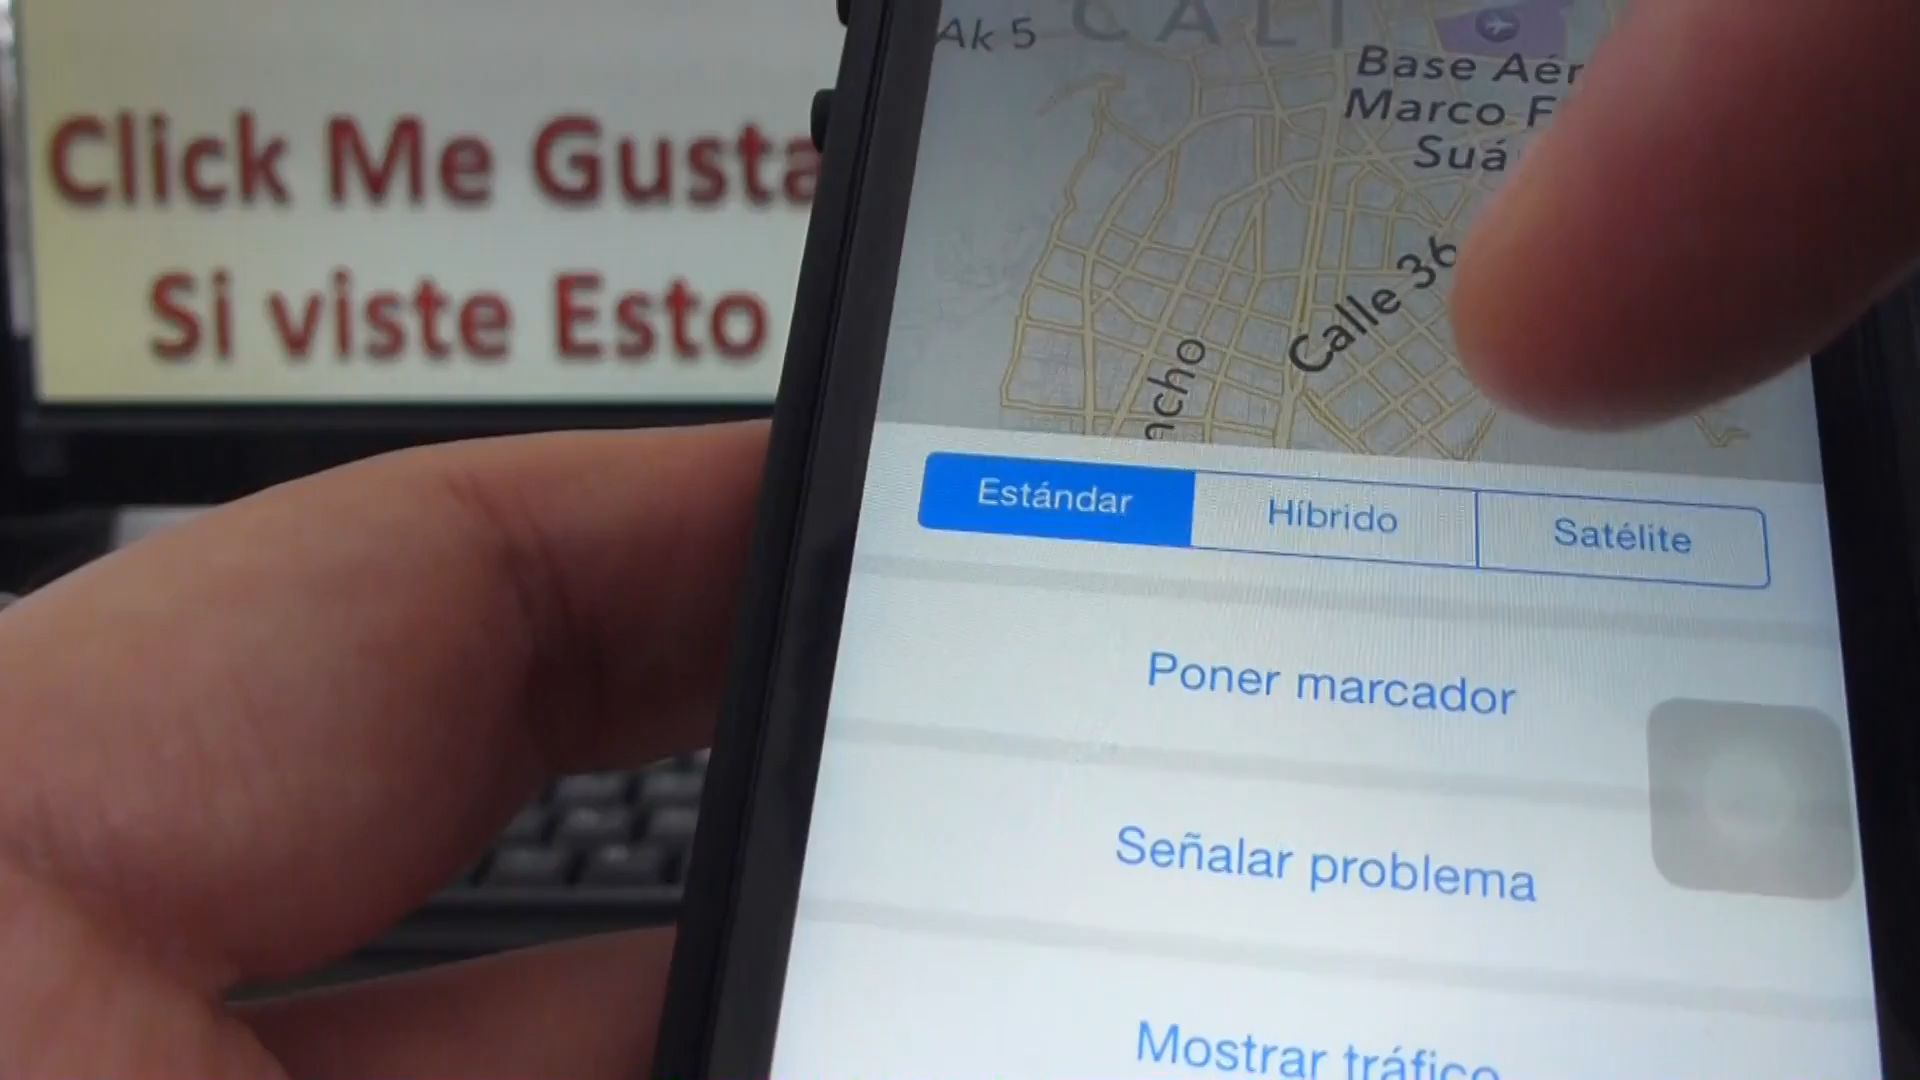 Click Me Gusta
Si viste Esto
Ak 5
CALI
Base Aér
Marco F
Suá
Calle 36
ncho
Estándar
Híbrido
Satélite
Poner marcador
Señalar problema
Mostrar tráfico